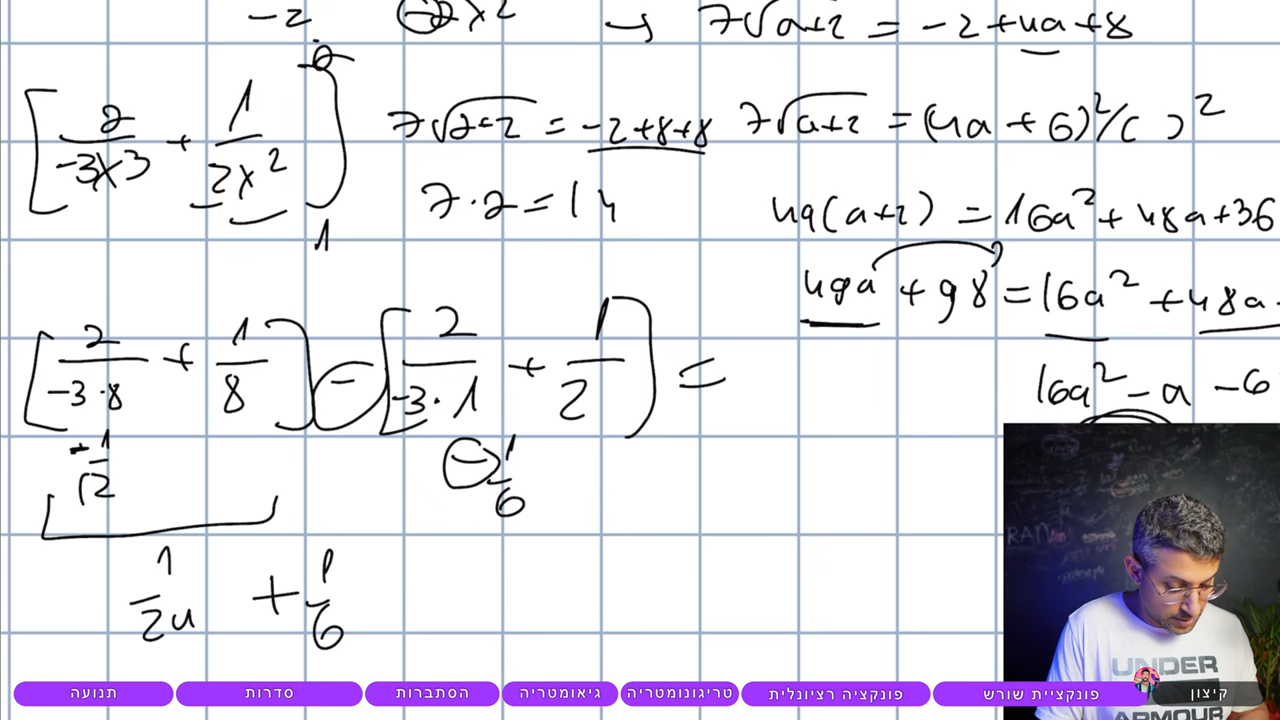 -2
-2x2 → 7√a+2 = -2+4a+8
[2/-3x3 + 1/2x²]
2
1
7√2+2 = -2+8+8
7·2=14
7√a+2 = (4a+6)²/( )²
49(a+2) = 16a²+48a+36
49a + 98 = 16a² + 48a
16a² - a - 6
[2/-3·8 + 1/8] - [2/-3·1 + 1/2] =
-1/12
-1/6
1/24 + 1/6
UNDER
ARMOUR
תנועה
סדרות
הסתברות
גיאומטריה
טריגונומטריה
פונקציה רציונלית
פונקציית שורש
קיצון